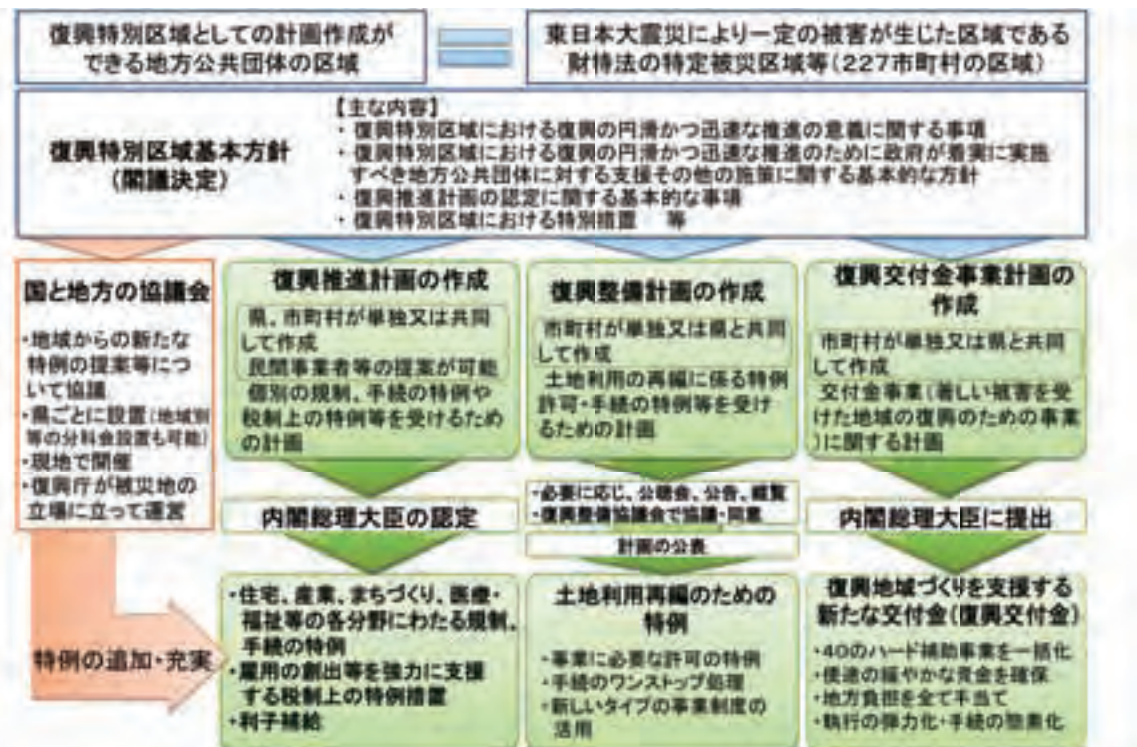 復興特別区域としての計画作成が
できる地方公共団体の区域
東日本大震災により一定の被害が生じた区域である
財特法の特定被災区域等(227市町村の区域)
復興特別区域基本方針
(閣議決定)
【主な内容】
・復興特別区域における復興の円滑かつ迅速な推進の意義に関する事項
・復興特別区域における復興の円滑かつ迅速な推進のために政府が着実に実施
すべき地方公共団体に対する支援その他の施策に関する基本的な方針
・復興推進計画の認定に関する基本的な事項
・復興特別区域における特別措置 等
国と地方の協議会
・地域からの新たな
特例の提案等につ
いて協議
・県ごとに設置(地域別
等の分科会設置も可能)
・現地で開催
・復興庁が被災地の
立場に立って運営
復興推進計画の作成
県、市町村が単独又は共同
して作成
民間事業者等の提案が可能
個別の規制、手続の特例や
税制上の特例等を受けるため
の計画
内閣総理大臣の認定
・住宅、産業、まちづくり、医療・
福祉等の各分野にわたる規制、
手続の特例
・雇用の創出等を強力に支援
する税制上の特例措置
・利子補給
復興整備計画の作成
市町村が単独又は県と共同
して作成
土地利用の再編に係る特例
許可・手続の特例等を受け
るための計画
・必要に応じ、公聴会、公告、縦覧
・復興整備協議会で協議・同意
計画の公表
土地利用再編のための
特例
・事業に必要な許可の特例
・手続のワンストップ処理
・新しいタイプの事業制度の
活用
復興交付金事業計画の
作成
市町村が単独又は県と共同
して作成
交付金事業(著しい被害を受
けた地域の復興のための事業
)に関する計画
内閣総理大臣に提出
復興地域づくりを支援する
新たな交付金(復興交付金)
・40のハード補助事業を一括化
・使途の緩やかな資金を確保
・地方負担を全て手当て
・執行の弾力化・手続の簡素化
特例の追加・充実